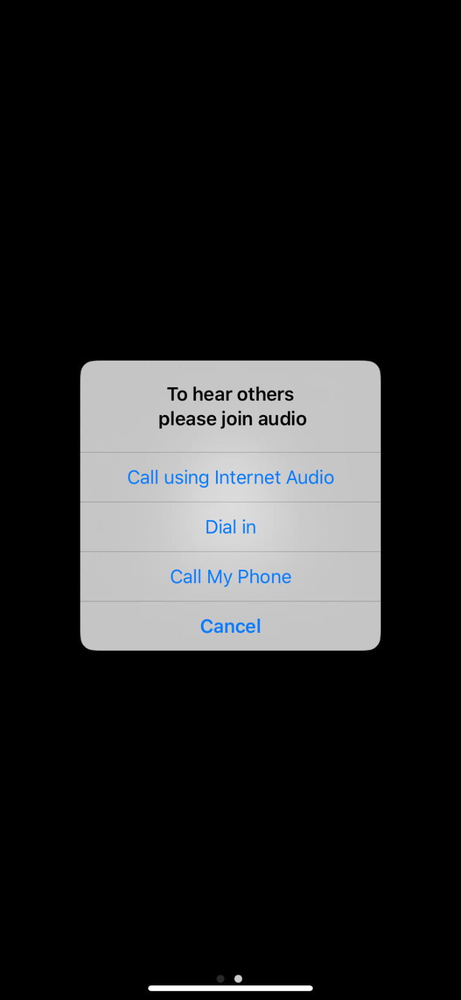 To hear others
please join audio
Call using Internet Audio
Dial in
Call My Phone
Cancel